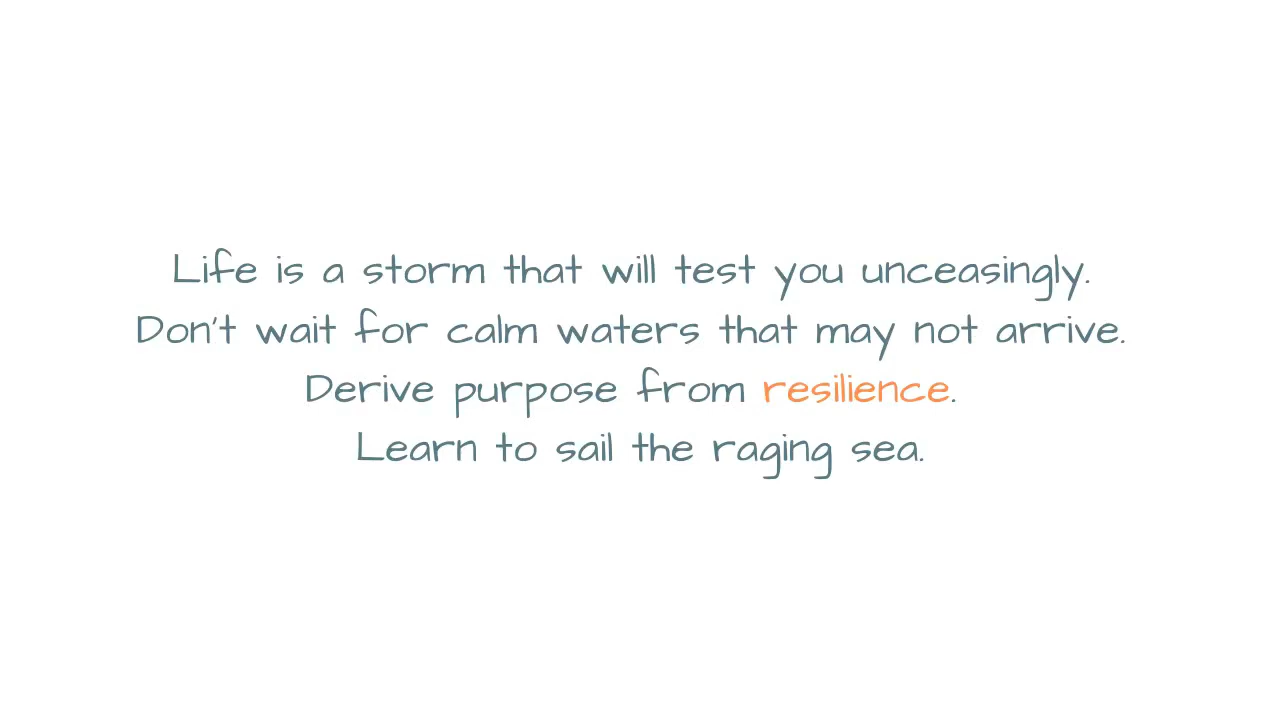 Life is a storm that will test you unceasingly.
Don't wait for calm waters that may not arrive.
Derive purpose from resilience.
Learn to sail the raging sea.